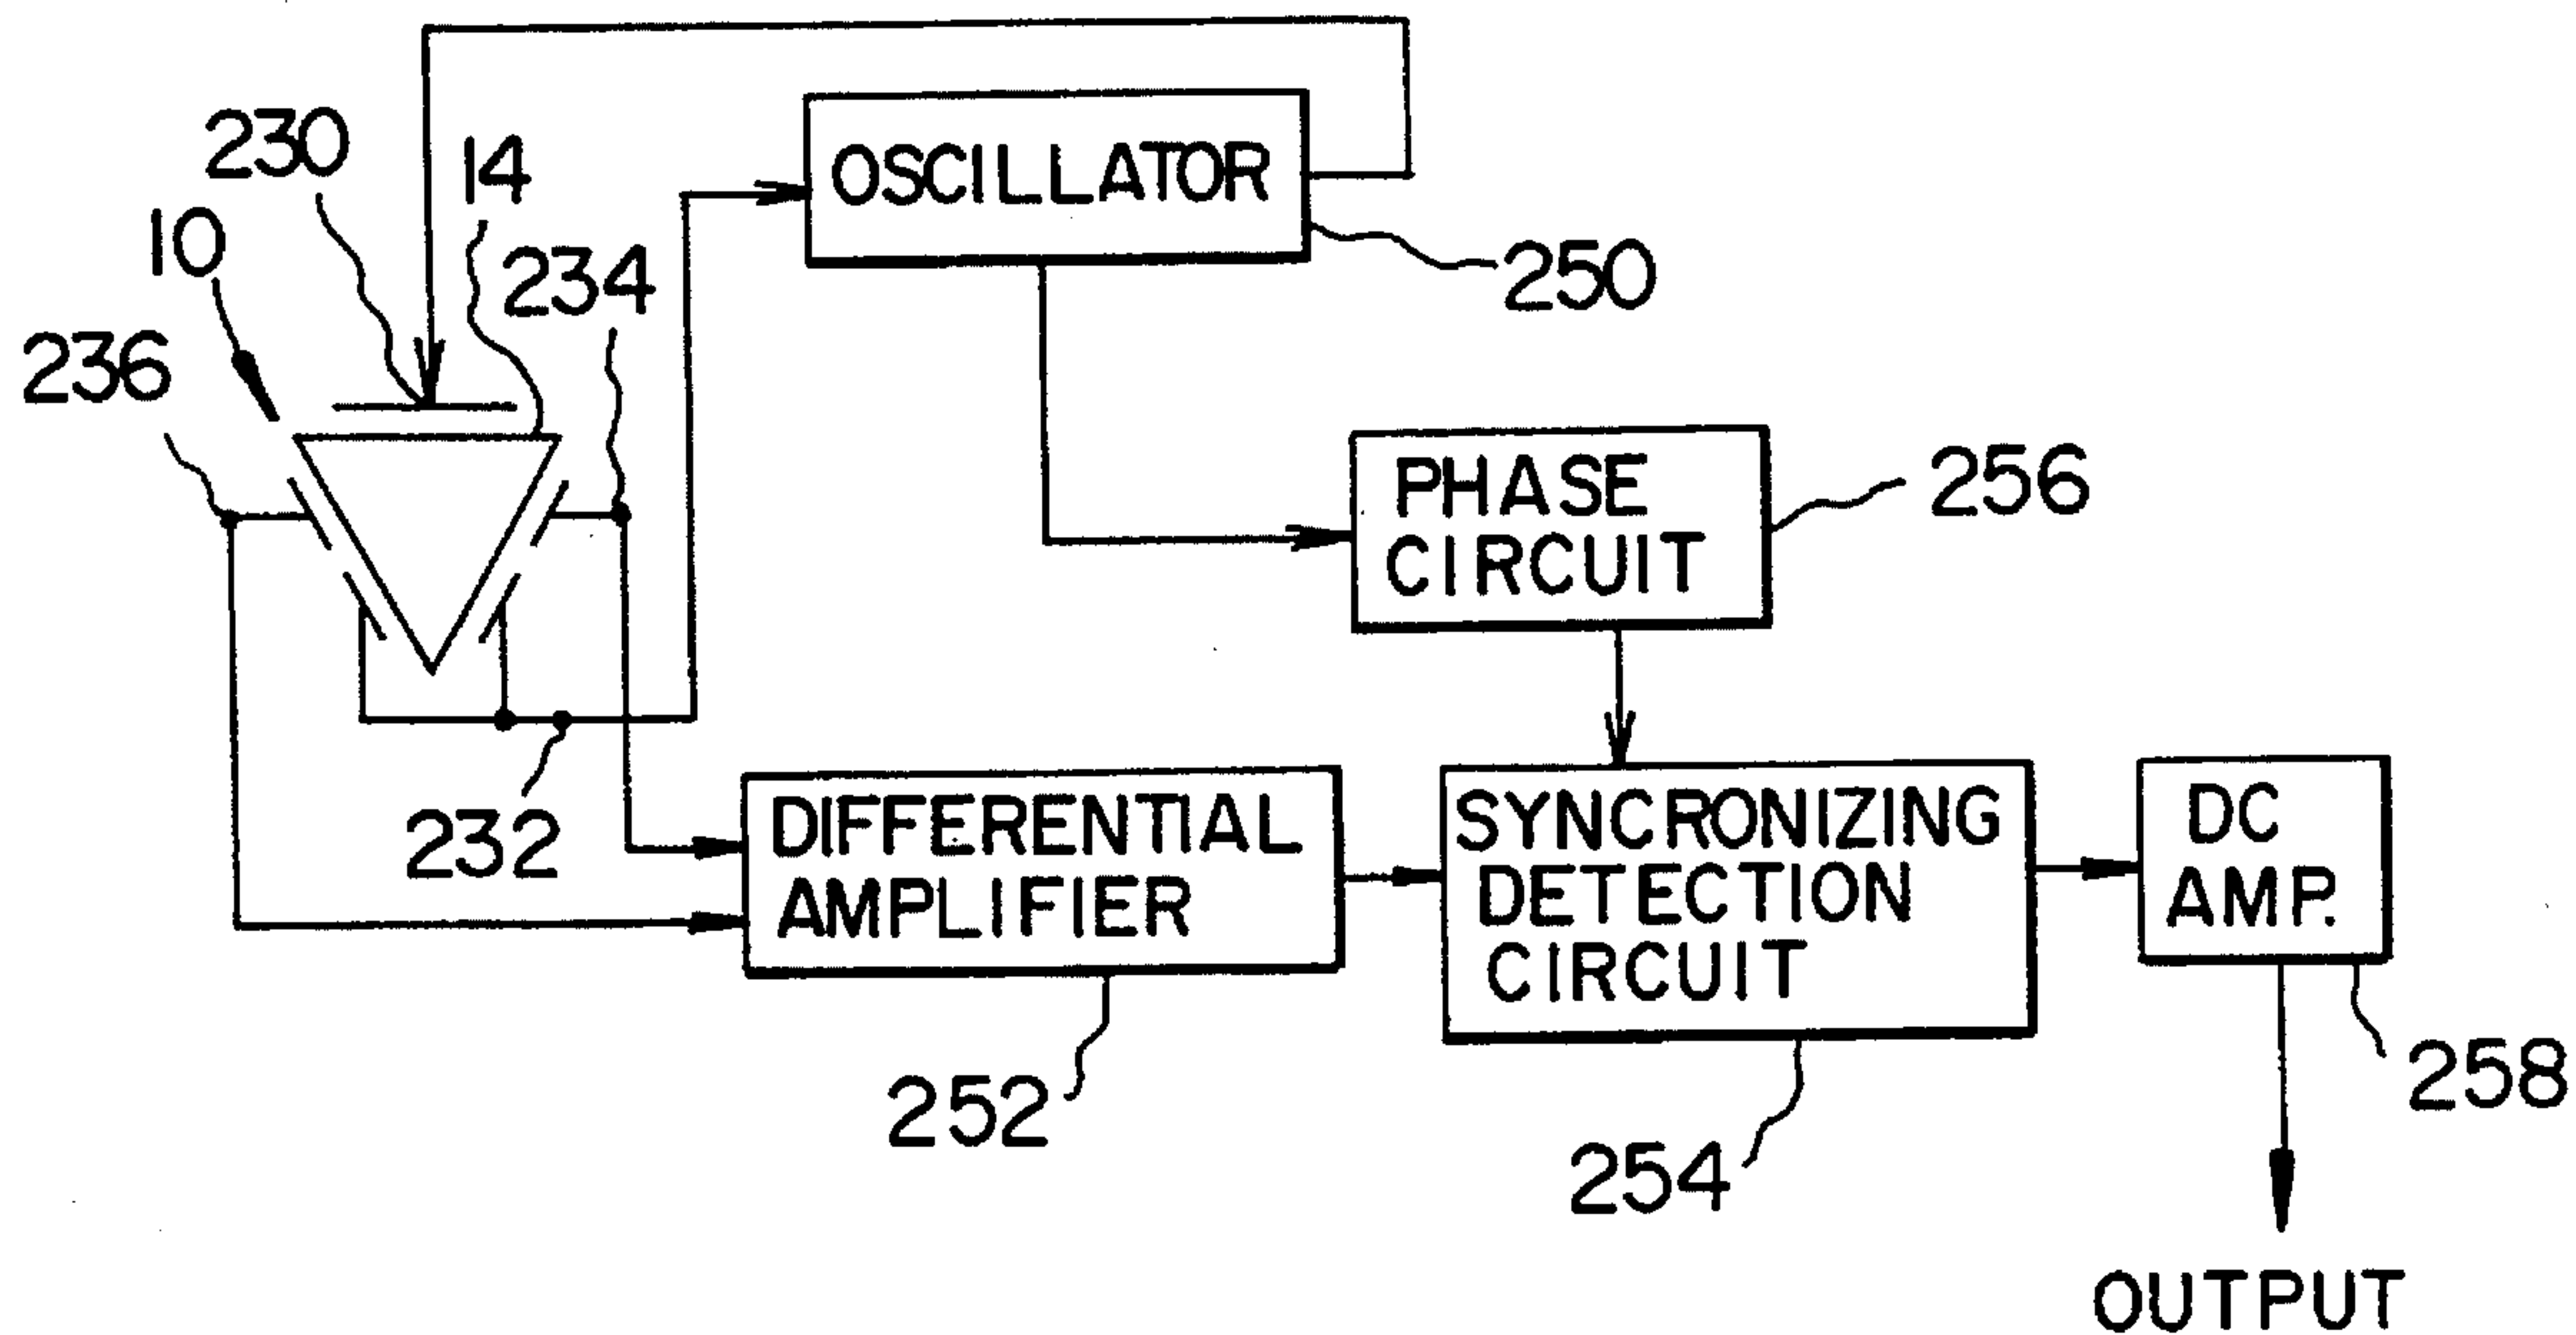 230
14
OSCILLATOR
10
234
250
236
PHASE
CIRCUIT
256
232
DIFFERENTIAL
AMPLIFIER
SYNCRONIZING
DETECTION
CIRCUIT
DC
AMP.
252
254
258
OUTPUT